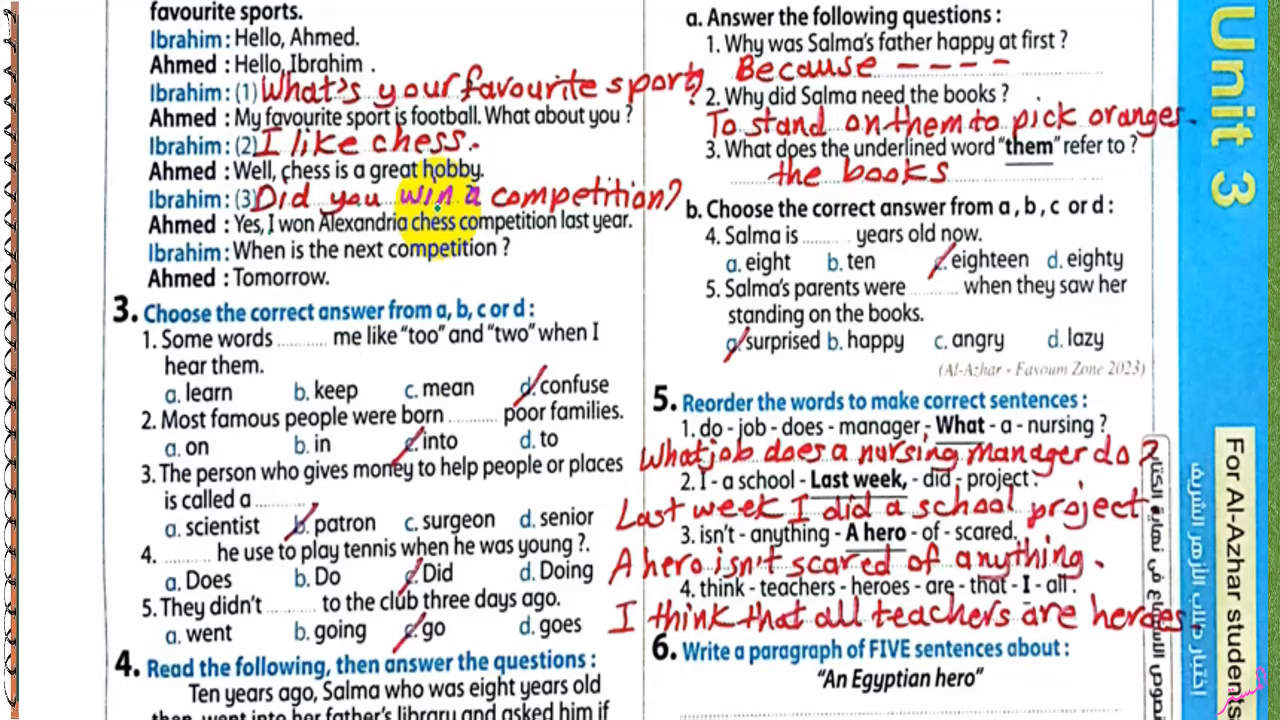 favourite sports.
Ibrahim : Hello, Ahmed.
Ahmed : Hello, Ibrahim .
Ibrahim : (1) What's your favourite sport?
Ahmed : My favourite sport is football. What about you ?
Ibrahim : (2) I like chess.
Ahmed : Well, chess is a great hobby.
Ibrahim : (3) Did you win a competition?
Ahmed : Yes, I won Alexandria chess competition last year.
Ibrahim : When is the next competition ?
Ahmed : Tomorrow.
3. Choose the correct answer from a, b, c or d :
1. Some words .......... me like “too” and “two” when I
hear them.
a. learn b. keep c. mean d. confuse
2. Most famous people were born .......... poor families.
a. on b. in c. into d. to
3. The person who gives money to help people or places
is called a ..........
a. scientist b. patron c. surgeon d. senior
4. .......... he use to play tennis when he was young ?.
a. Does b. Do c. Did d. Doing
5. They didn't .......... to the club three days ago.
a. went b. going c. go d. goes
4. Read the following, then answer the questions :
Ten years ago, Salma who was eight years old
then, went into her father's library and asked him if
a. Answer the following questions :
1. Why was Salma's father happy at first ?
Because ----
2. Why did Salma need the books ?
To stand on them to pick oranges.
3. What does the underlined word “them” refer to ?
the books
b. Choose the correct answer from a , b , c or d :
4. Salma is .......... years old now.
a. eight b. ten c. eighteen d. eighty
5. Salma's parents were .......... when they saw her
standing on the books.
a. surprised b. happy c. angry d. lazy
(Al-Azhar - Fayoum Zone 2023)
5. Reorder the words to make correct sentences :
1. do - job - does - manager - What - a - nursing ?
What job does a nursing manager do ?
2. I - a school - Last week, - did - project .
Last week I did a school project.
3. isn't - anything - A hero - of - scared.
A hero isn't scared of anything.
4. think - teachers - heroes - are - that - I - all .
I think that all teachers are heroes.
6. Write a paragraph of FIVE sentences about :
“An Egyptian hero”
Unit 3
For Al-Azhar students